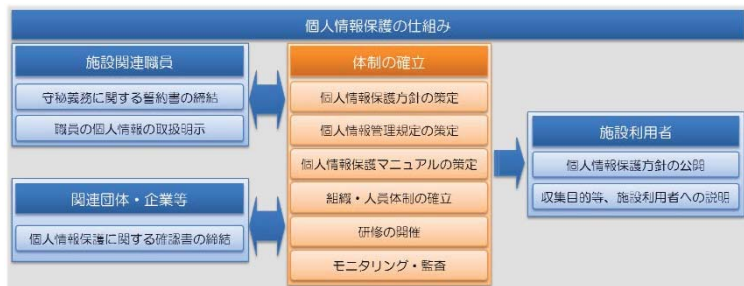 個人情報保護の仕組み
施設関連職員
守秘義務に関する誓約書の締結
職員の個人情報の取扱明示
関連団体・企業等
個人情報保護に関する確認書の締結
体制の確立
個人情報保護方針の策定
個人情報管理規定の策定
個人情報保護マニュアルの策定
組織・人員体制の確立
研修の開催
モニタリング・監査
施設利用者
個人情報保護方針の公開
収集目的等、施設利用者への説明